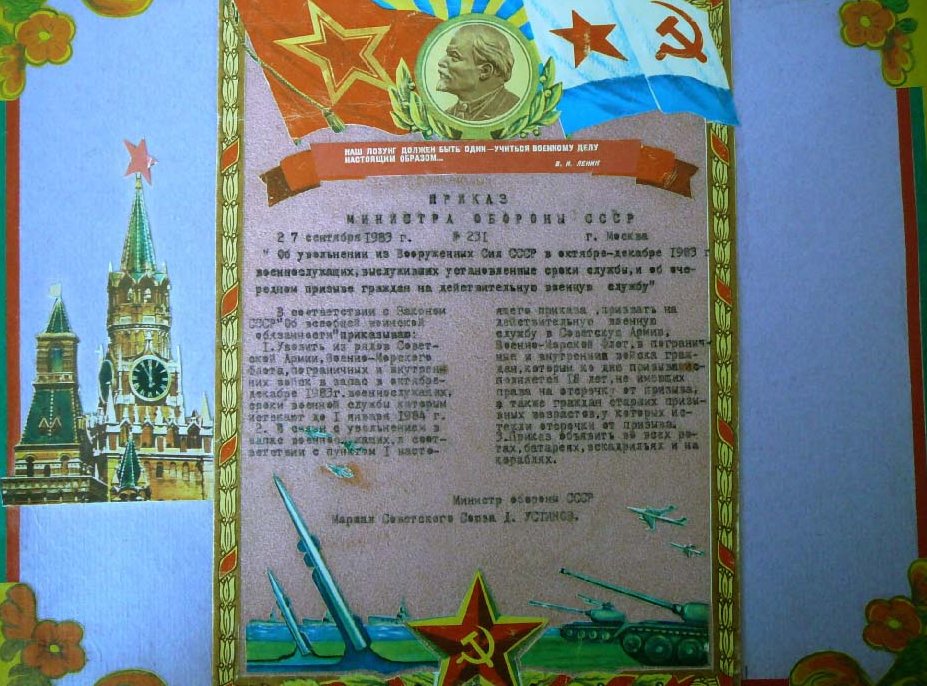 НАШ ЛОЗУНГ ДОЛЖЕН БЫТЬ ОДИН—УЧИТЬСЯ ВОЕННОМУ ДЕЛУ
НАСТОЯЩИМ ОБРАЗОМ...
В. И. ЛЕНИН
ПРИКАЗ
МИНИСТРА ОБОРОНЫ СССР
27 сентября 1983 г. № 231 г. Москва
" Об увольнении из Вооруженных Сил СССР в октябре-декабре 1983 г
военнослужащих, выслуживших установленные сроки службы, и об оче-
редном призыве граждан на действительную военную службу"
В соответствии с Законом
СССР"Об всеобщей воинской
обязанности"приказываю:
1.Уволить из рядов Совет-
ской Армии, Военно-Морского
флота, пограничных и внутрен-
них войск в запас в октябре-
декабре 1983г. военнослужащих,
сроки военной службы которым
истекают до 1 января 1984 г.
2. В связи с увольнением в
запас военнослужащих, в соот-
ветствии с пунктом I насто-
ящего приказа , призвать на
действительную военную
службу в Советскую Армию,
Военно-Морской флот, в погранич-
ные и внутренние войска граж-
дан, которым ко дню призыва ис-
полняется 18 лет, не имеющих
права на отсрочку от призыва,
а также граждан старших призы-
вных возрастов, у которых ис-
текли отсрочки от призыва.
3.Приказ объявить во всех ро-
тах, батареях, эскадрильях и на
кораблях.
Министр обороны СССР
Маршал Советского Союза Д. УСТИНОВ.